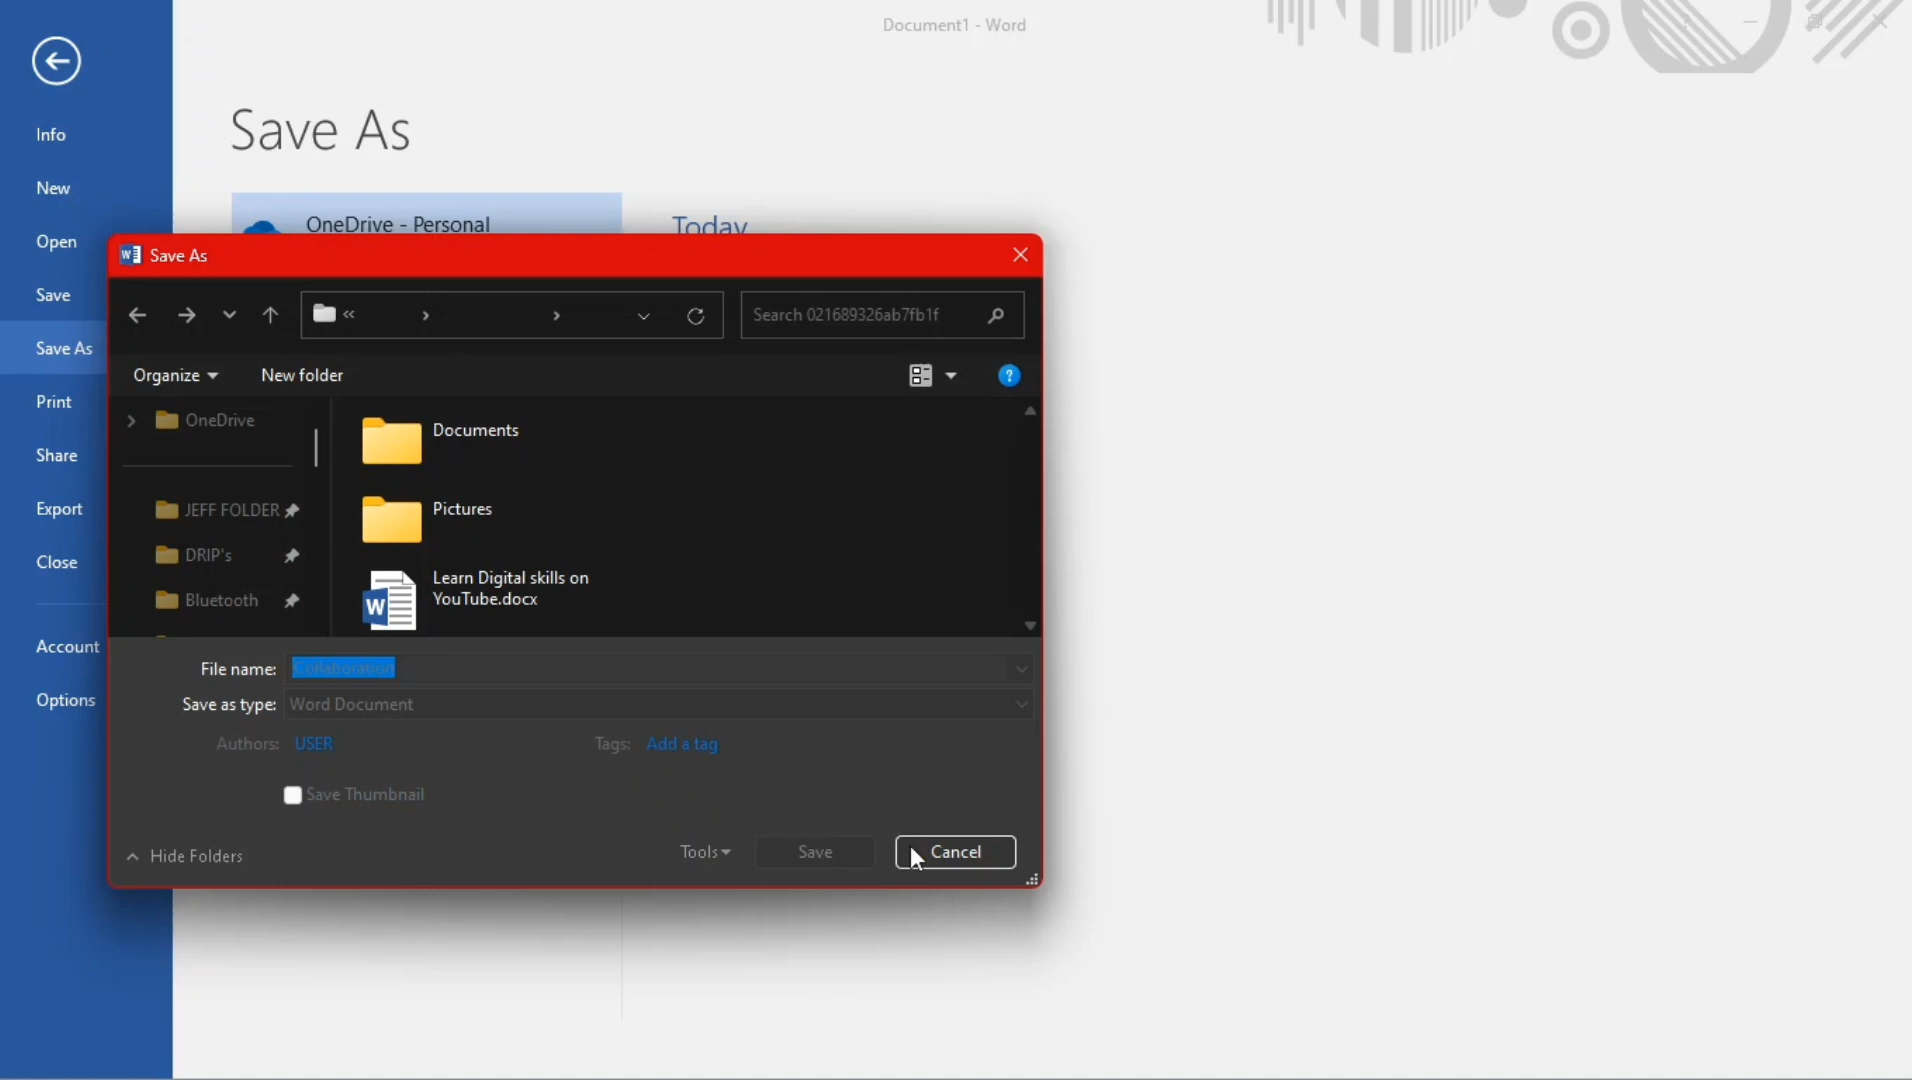 Document1 - Word
Info
New
Open
Save
Save As
Print
Share
Export
Close
Account
Options
Save As
OneDrive - Personal
Today
Save As
Search 021689326ab7fb1f
Organize
New folder
OneDrive
JEFF FOLDER
DRIP's
Bluetooth
Documents
Pictures
Learn Digital skills on
YouTube.docx
File name: Collaboration
Save as type: Word Document
Authors: USER
Tags: Add a tag
Save Thumbnail
Hide Folders
Tools
Save
Cancel